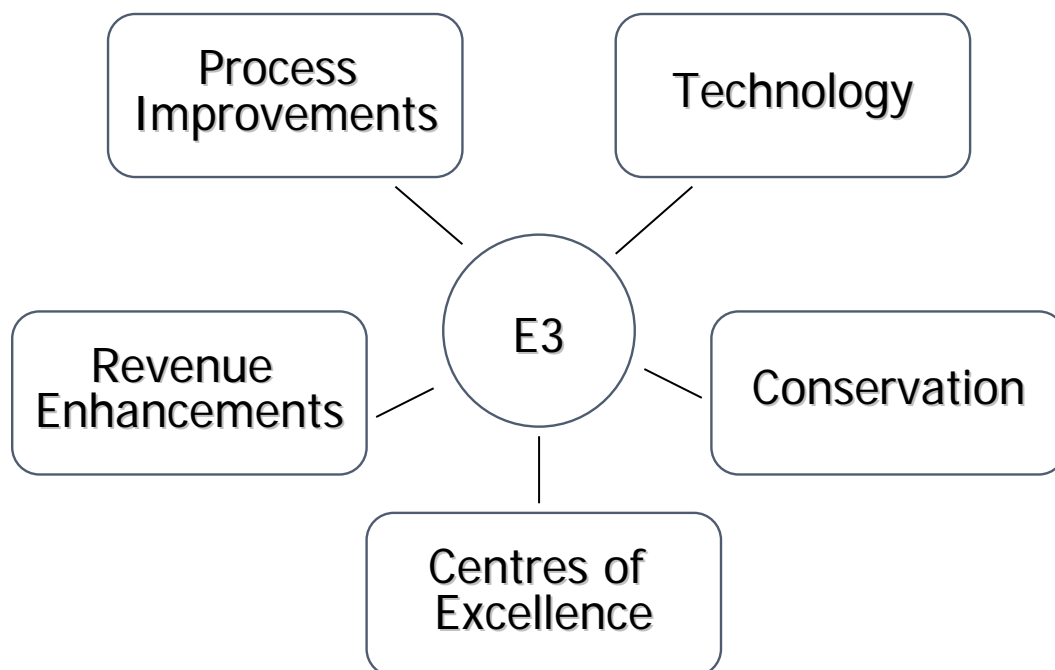 Process
Improvements
Technology
E3
Revenue
Enhancements
Conservation
Centres of
Excellence